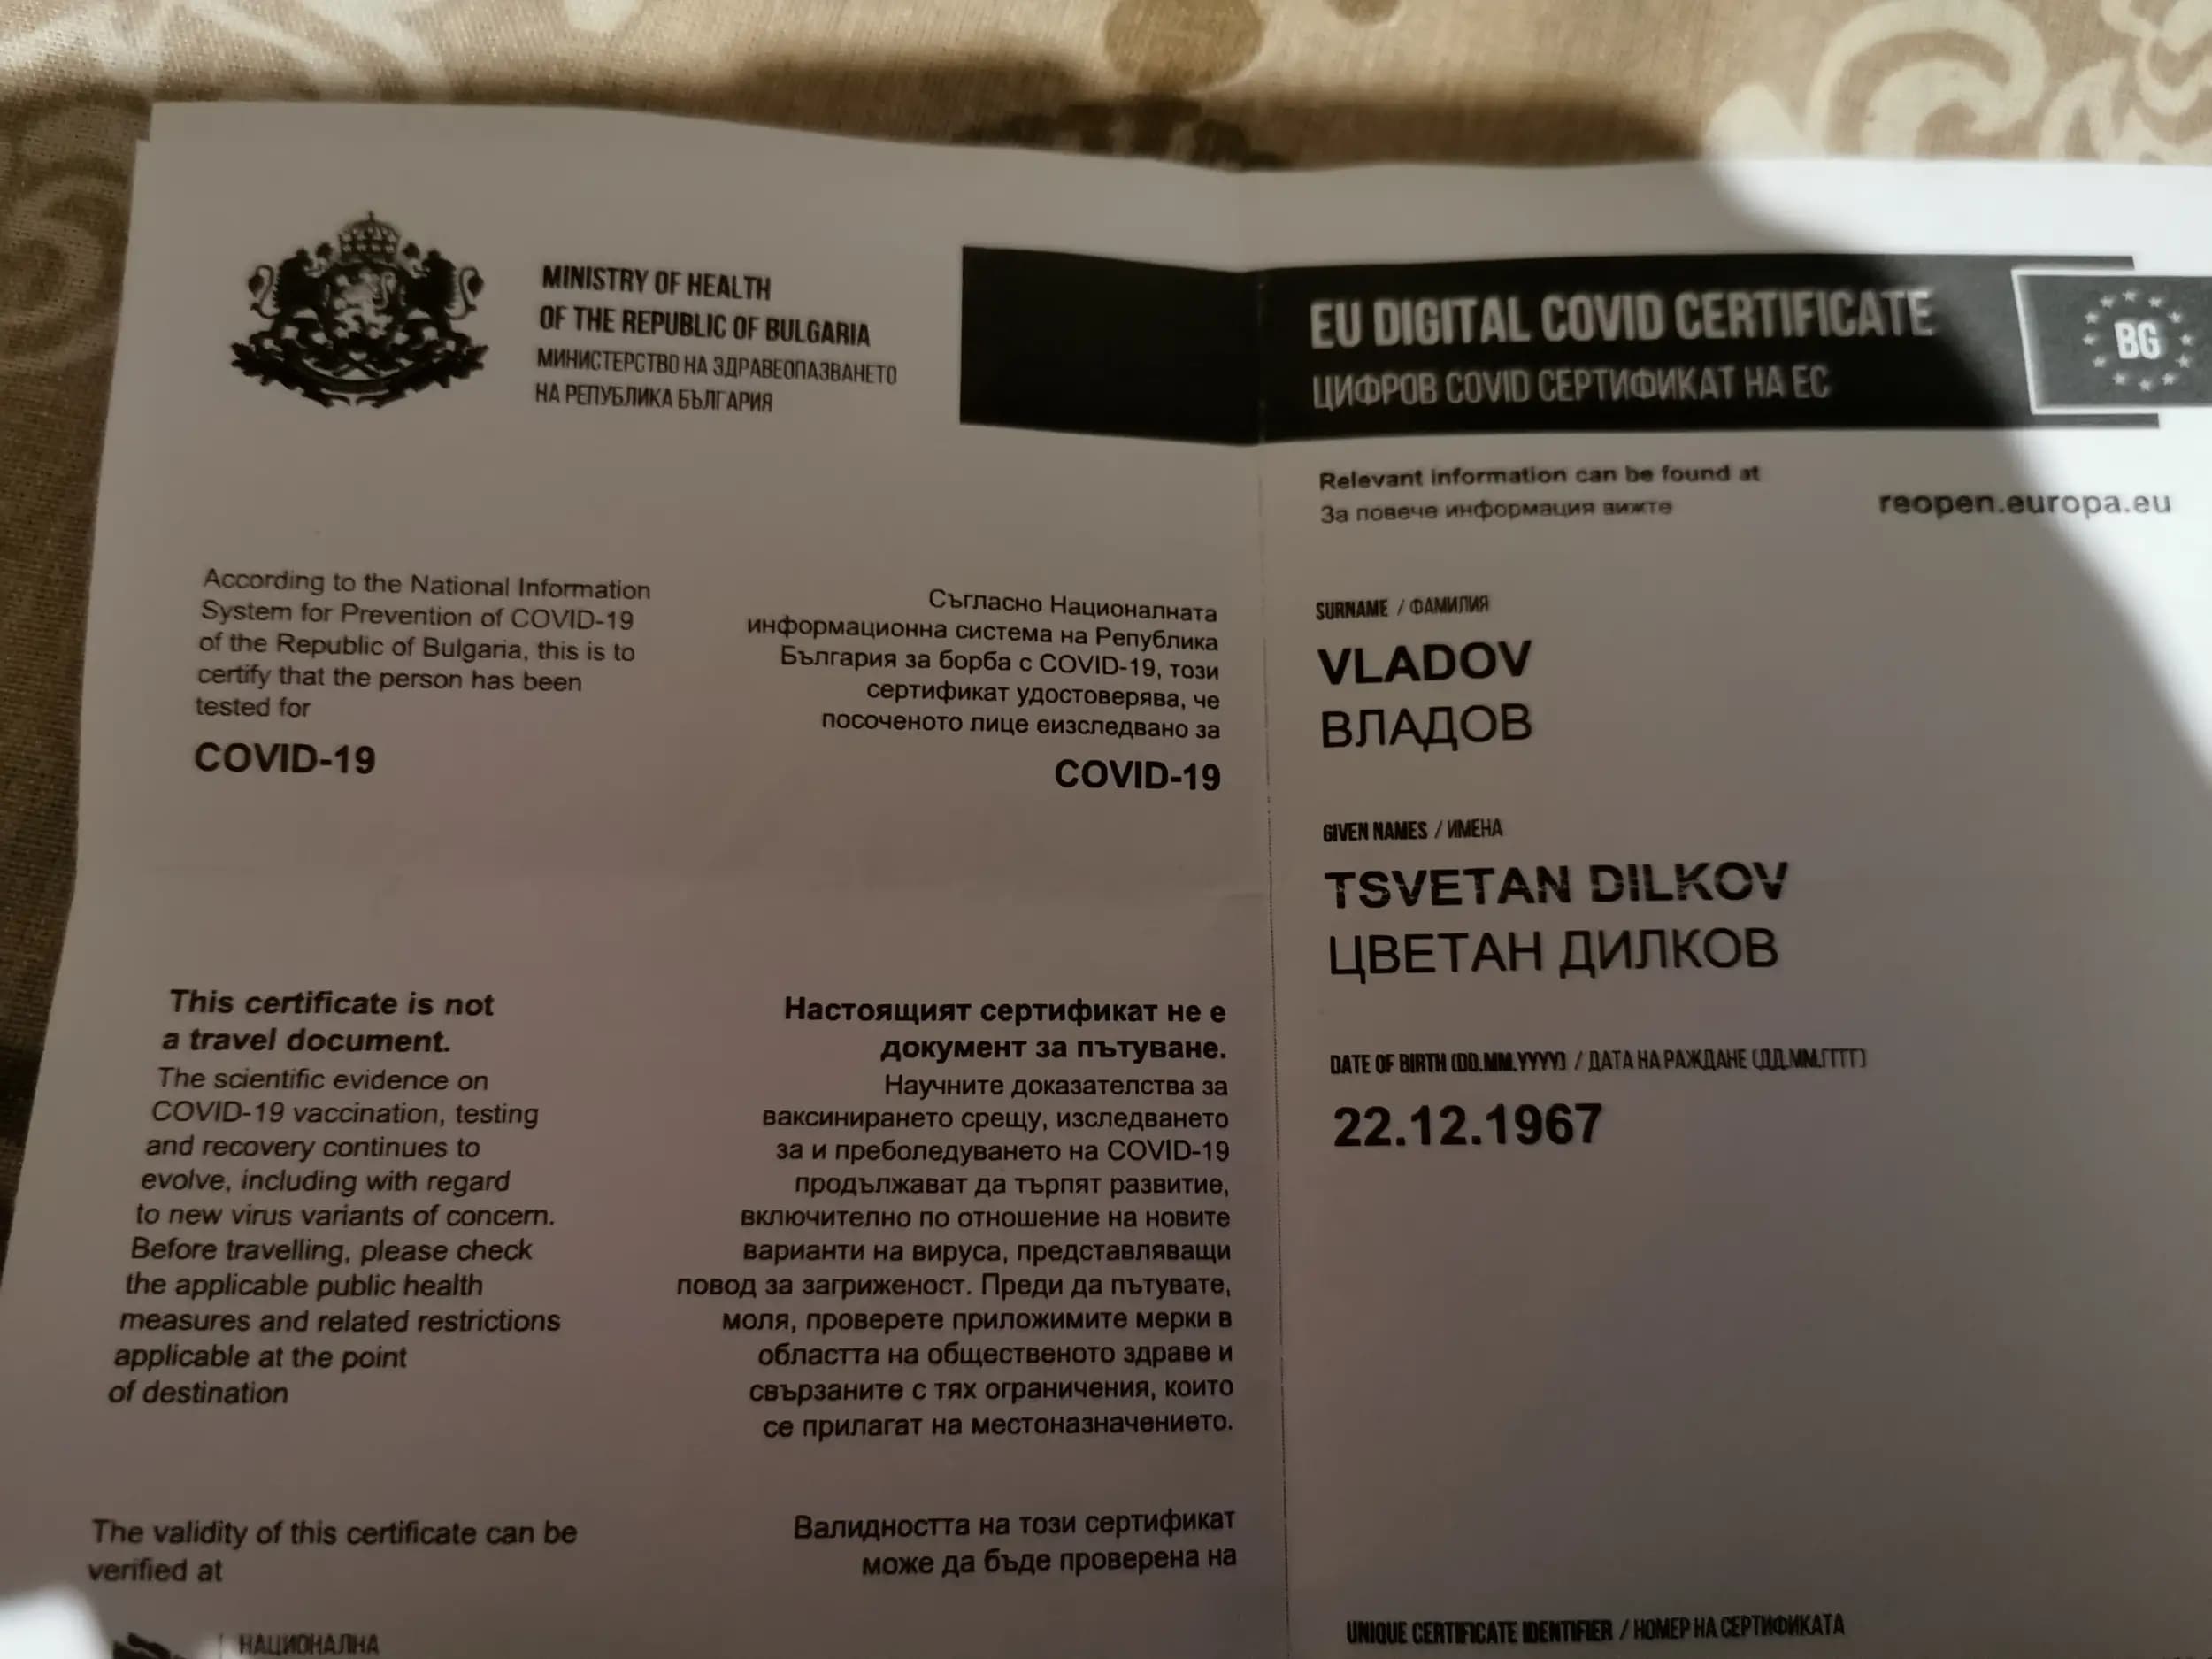 MINISTRY OF HEALTH
OF THE REPUBLIC OF BULGARIA
МИНИСТЕРСТВО НА ЗДРАВЕОПАЗВАНЕТО
НА РЕПУБЛИКА БЪЛГАРИЯ
According to the National Information
System for Prevention of COVID-19
of the Republic of Bulgaria, this is to
certify that the person has been
tested for
COVID-19
Съгласно Националната
информационна система на Република
България за борба с COVID-19, този
сертификат удостоверява, че
посоченото лице еизследвано за
COVID-19
This certificate is not
a travel document.
The scientific evidence on
COVID-19 vaccination, testing
and recovery continues to
evolve, including with regard
to new virus variants of concern.
Before travelling, please check
the applicable public health
measures and related restrictions
applicable at the point
of destination
Настоящият сертификат не е
документ за пътуване.
Научните доказателства за
ваксинирането срещу, изследването
за и преболедуването на COVID-19
продължават да търпят развитие,
включително по отношение на новите
варианти на вируса, представляващи
повод за загриженост. Преди да пътувате,
моля, проверете приложимите мерки в
областта на общественото здраве и
свързаните с тях ограничения, които
се прилагат на местоназначението.
The validity of this certificate can be
verified at
Валидността на този сертификат
може да бъде проверена на
НАЦИОНАЛНА
EU DIGITAL COVID CERTIFICATE
ЦИФРОВ COVID СЕРТИФИКАТ НА ЕС
BG
Relevant information can be found at
За повече информация вижте
reopen.europa.eu
SURNAME / ФАМИЛИЯ
VLADOV
ВЛАДОВ
GIVEN NAMES / ИМЕНА
TSVETAN DILKOV
ЦВЕТАН ДИЛКОВ
DATE OF BIRTH (DD.MM.YYYY) / ДАТА НА РАЖДАНЕ (ДД.ММ.ГГГГ)
22.12.1967
UNIQUE CERTIFICATE IDENTIFIER / НОМЕР НА СЕРТИФИКАТА